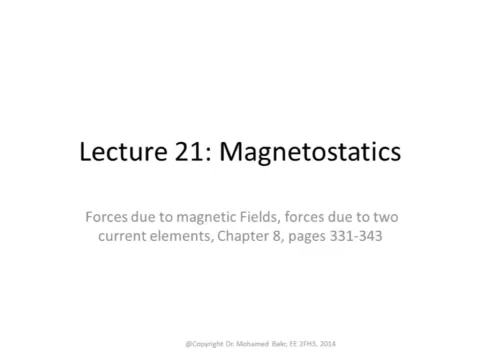 Lecture 21: Magnetostatics
Forces due to magnetic Fields, forces due to two
current elements, Chapter 8, pages 331-343
@Copyright Dr. Mohamed Bakr, EE 2FH3, 2014